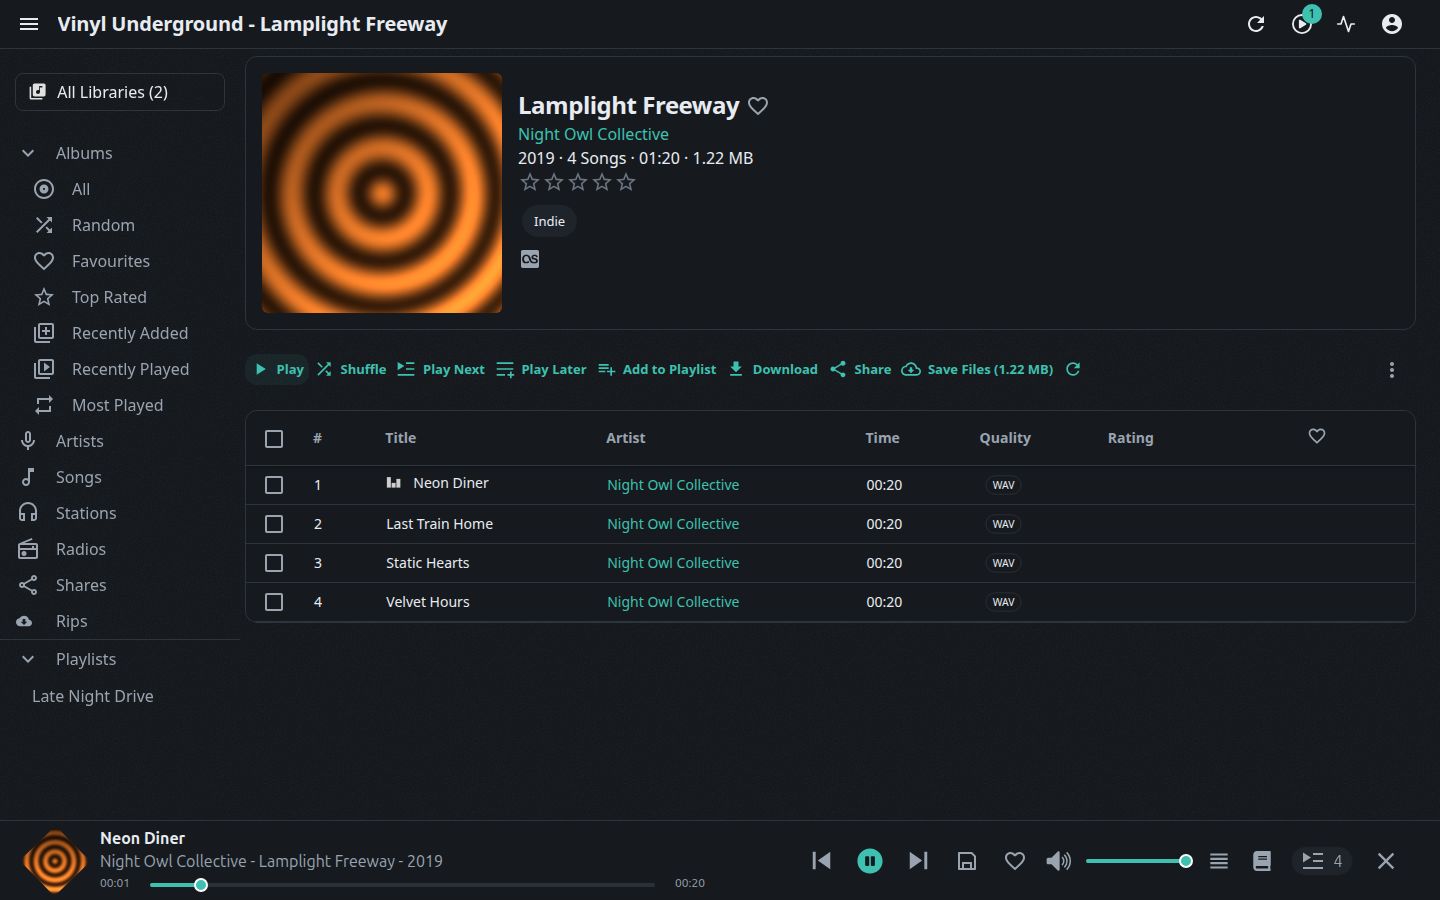 Vinyl Underground - Lamplight Freeway
1
All Libraries (2)
Albums
All
Random
Favourites
Top Rated
Recently Added
Recently Played
Most Played
Artists
Songs
Stations
Radios
Shares
Rips
Playlists
Late Night Drive
Lamplight Freeway
Night Owl Collective
2019 · 4 Songs · 01:20 · 1.22 MB
Indie
Play Shuffle Play Next Play Later Add to Playlist Download Share Save Files (1.22 MB)
# Title Artist Time Quality Rating
1 Neon Diner Night Owl Collective 00:20 WAV
2 Last Train Home Night Owl Collective 00:20 WAV
3 Static Hearts Night Owl Collective 00:20 WAV
4 Velvet Hours Night Owl Collective 00:20 WAV
Neon Diner
Night Owl Collective - Lamplight Freeway - 2019
00:01 00:20
4